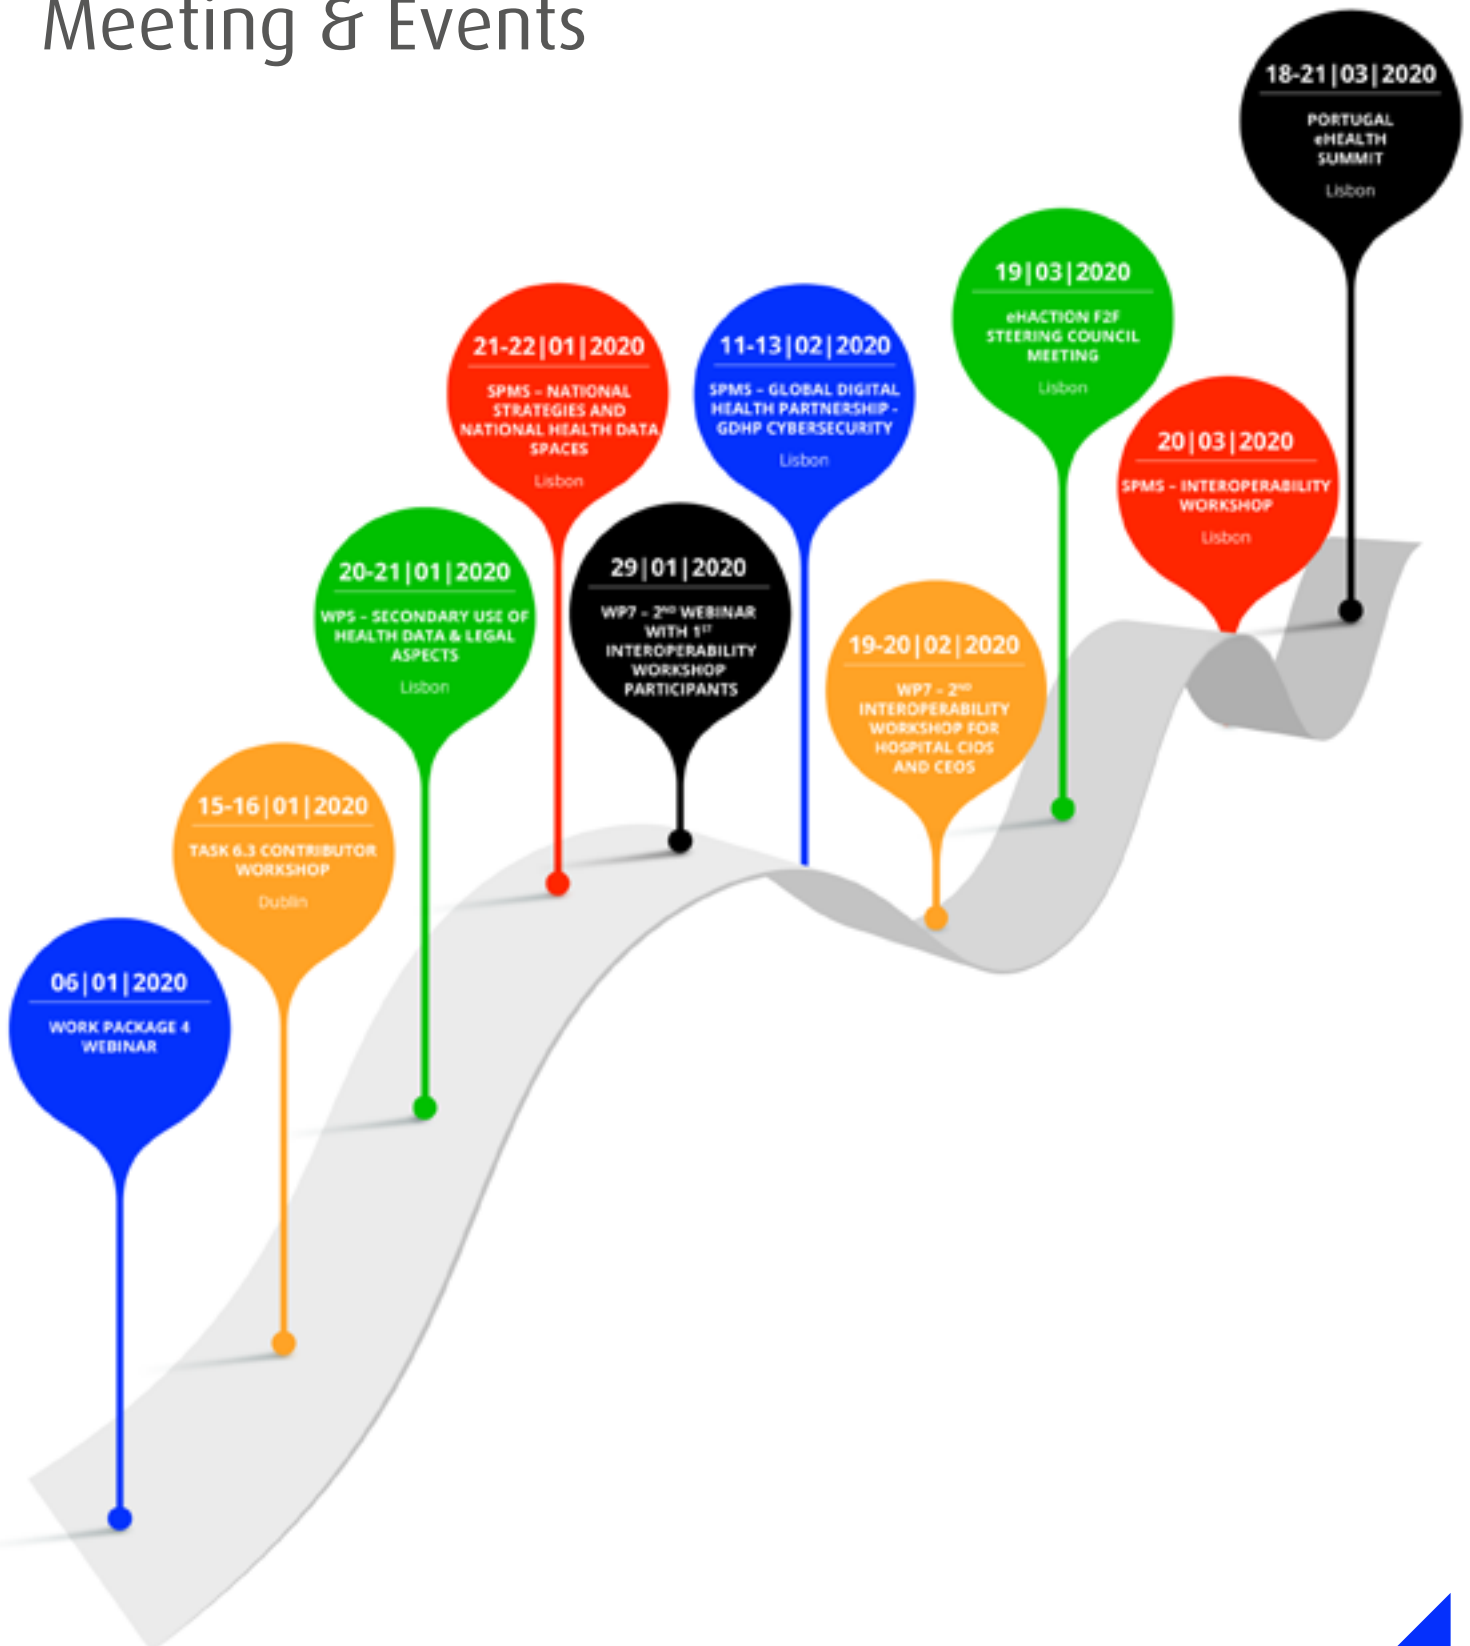 Meeting & Events
06|01|2020
WORK PACKAGE 4
WEBINAR
15-16|01|2020
TASK 6.3 CONTRIBUTOR
WORKSHOP
Dublin
20-21|01|2020
WP5 – SECONDARY USE OF
HEALTH DATA & LEGAL
ASPECTS
Lisbon
21-22|01|2020
SPMS – NATIONAL
STRATEGIES AND
NATIONAL HEALTH DATA
SPACES
Lisbon
29|01|2020
WP7 – 2ND WEBINAR
WITH 1ST
INTEROPERABILITY
WORKSHOP
PARTICIPANTS
11-13|02|2020
SPMS – GLOBAL DIGITAL
HEALTH PARTNERSHIP -
GDHP CYBERSECURITY
Lisbon
19-20|02|2020
WP7 – 2ND
INTEROPERABILITY
WORKSHOP FOR
HOSPITAL CIOS
AND CEOS
19|03|2020
eHACTION F2F
STEERING COUNCIL
MEETING
Lisbon
20|03|2020
SPMS – INTEROPERABILITY
WORKSHOP
Lisbon
18-21|03|2020
PORTUGAL
eHEALTH
SUMMIT
Lisbon